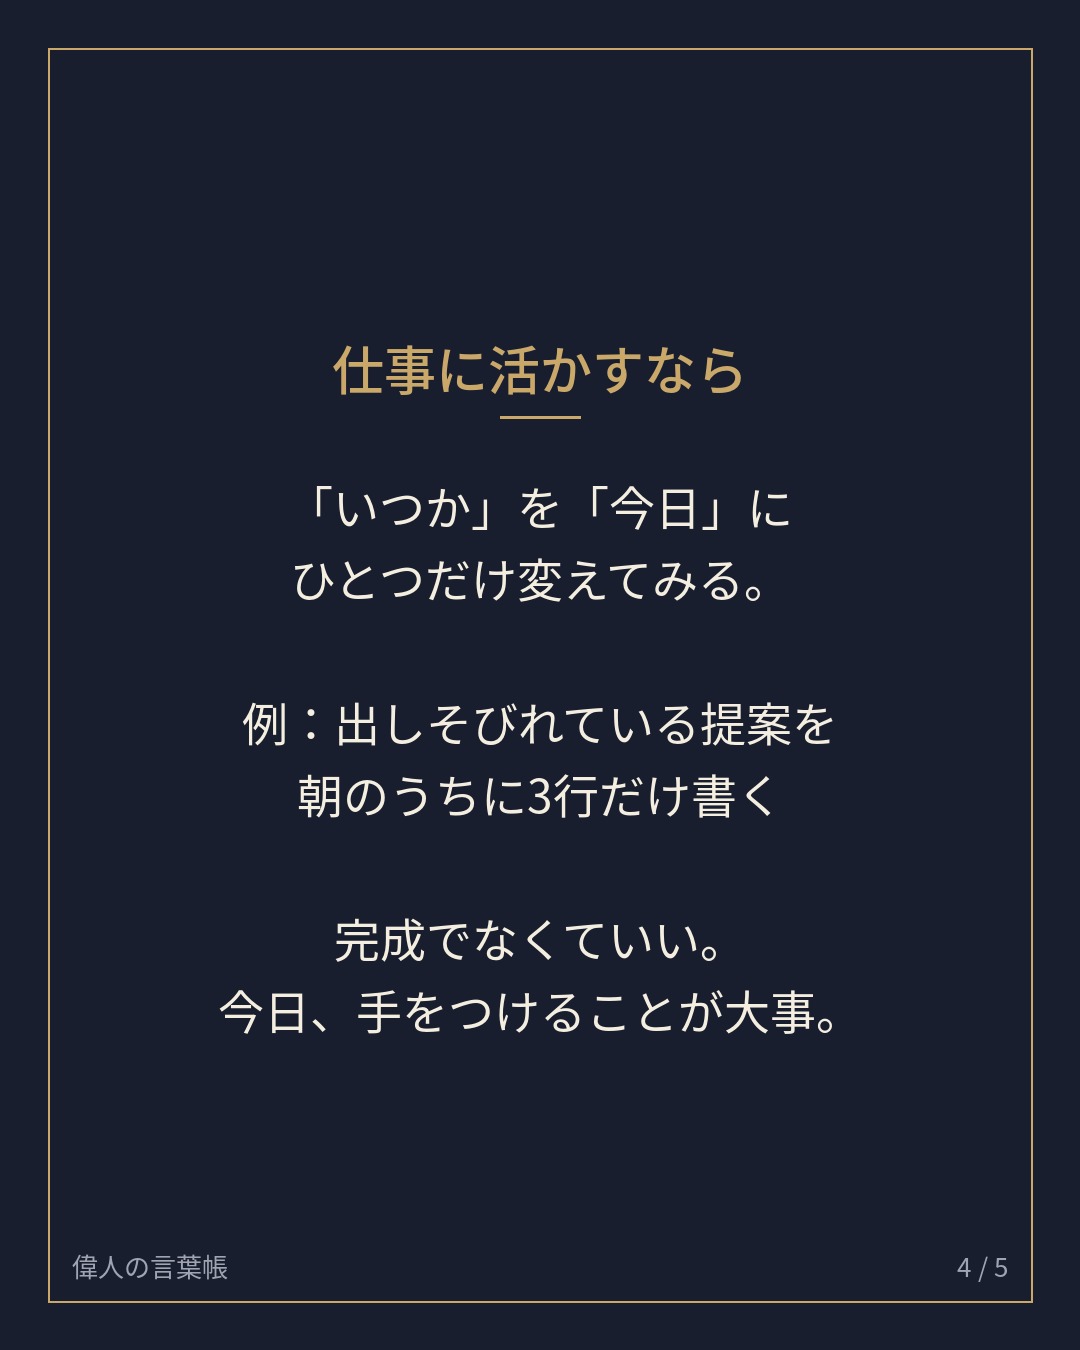 仕事に活かすなら
「いつか」を「今日」に
ひとつだけ変えてみる。
例：出しそびれている提案を
朝のうちに3行だけ書く
完成でなくていい。
今日、手をつけることが大事。
偉人の言葉帳
4 / 5